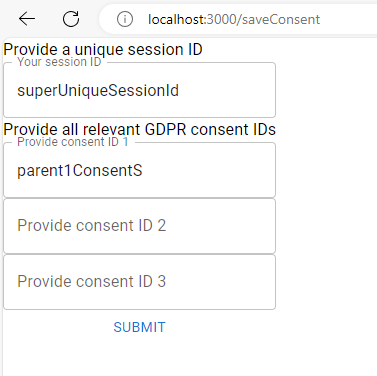 localhost:3000/saveConsent
Provide a unique session ID
Your session ID
superUniqueSessionId
Provide all relevant GDPR consent IDs
Provide consent ID 1
parent1ConsentS
Provide consent ID 2
Provide consent ID 3
SUBMIT